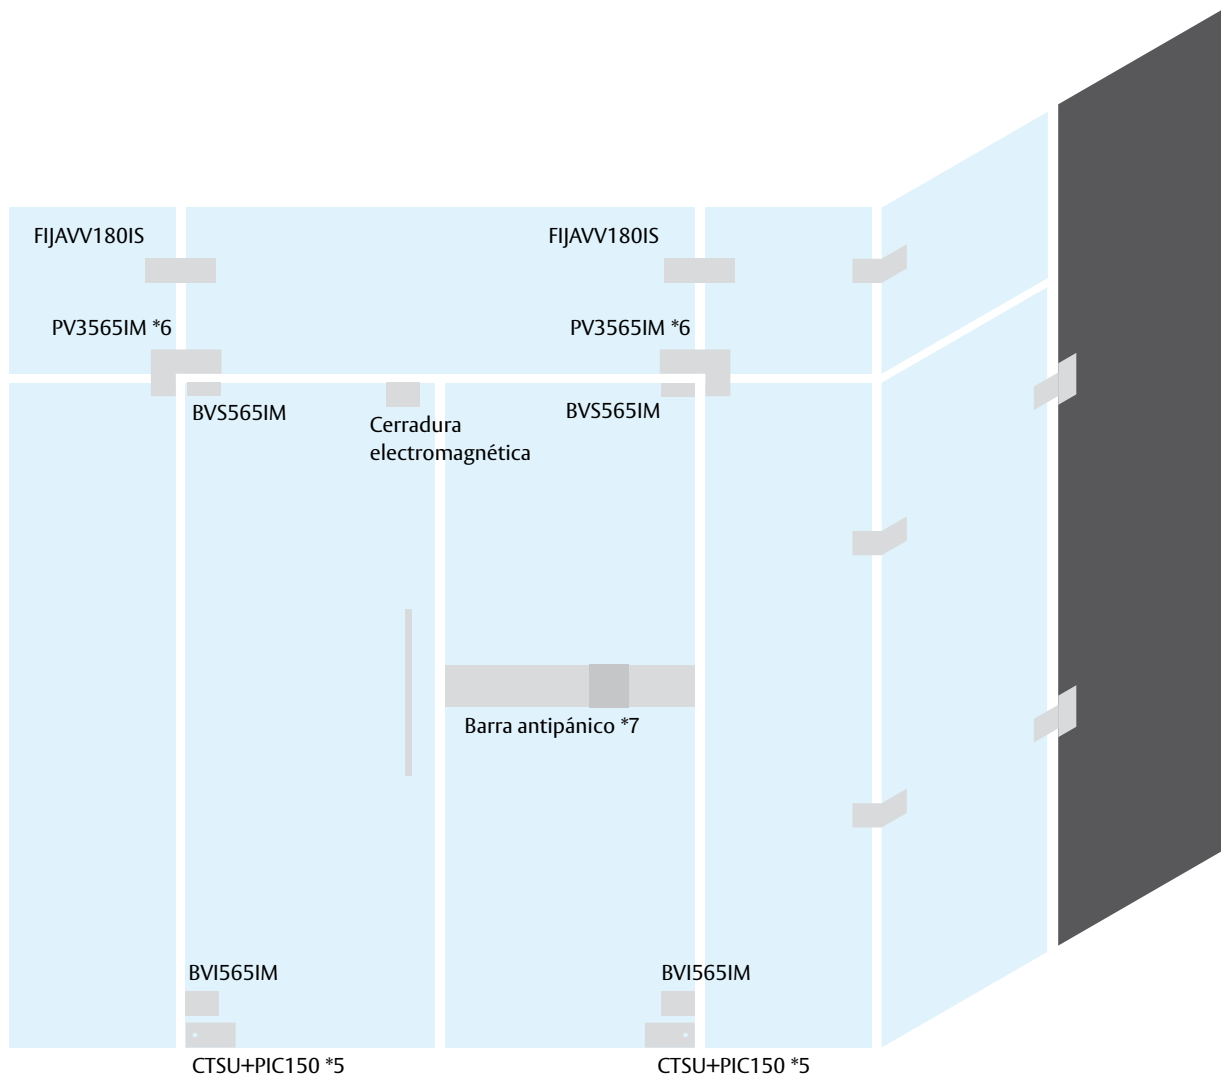 FIJAVV180IS
FIJAVV180IS
PV3565IM *6
PV3565IM *6
BVS565IM
BVS565IM
Cerradura
electromagnética
Barra antipánico *7
BVI565IM
BVI565IM
CTSU+PIC150 *5
CTSU+PIC150 *5